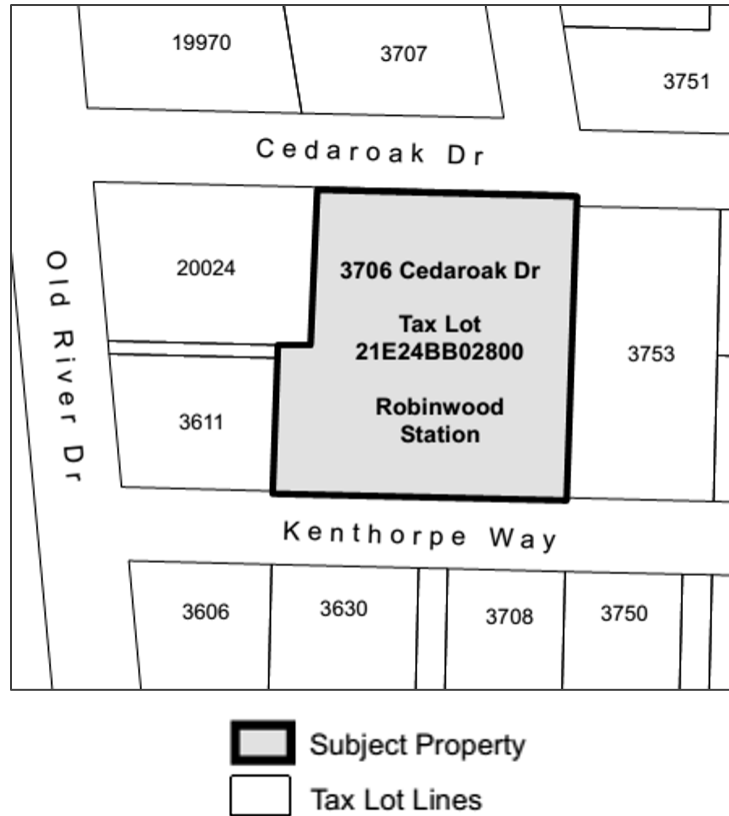 19970
3707
3751
Cedaroak Dr
Old River Dr
20024
3706 Cedaroak Dr
Tax Lot
21E24BB02800
Robinwood
Station
3753
3611
Kenthorpe Way
3606
3630
3708
3750
Subject Property
Tax Lot Lines